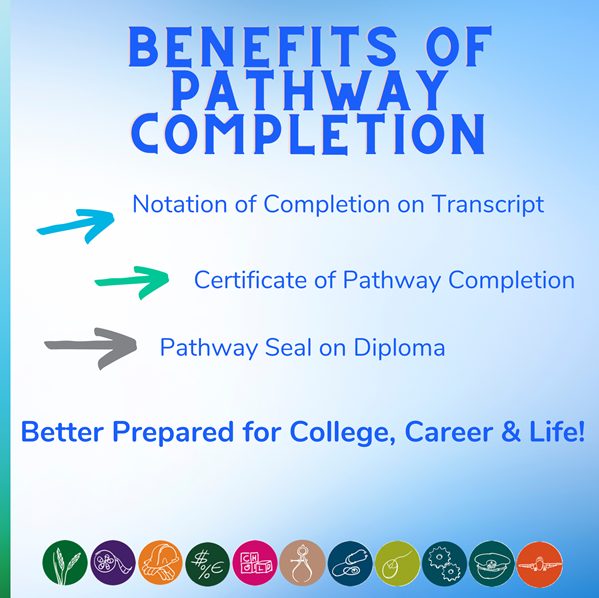 BENEFITS OF
PATHWAY
COMPLETION
Notation of Completion on Transcript
Certificate of Pathway Completion
Pathway Seal on Diploma
Better Prepared for College, Career & Life!
$%€